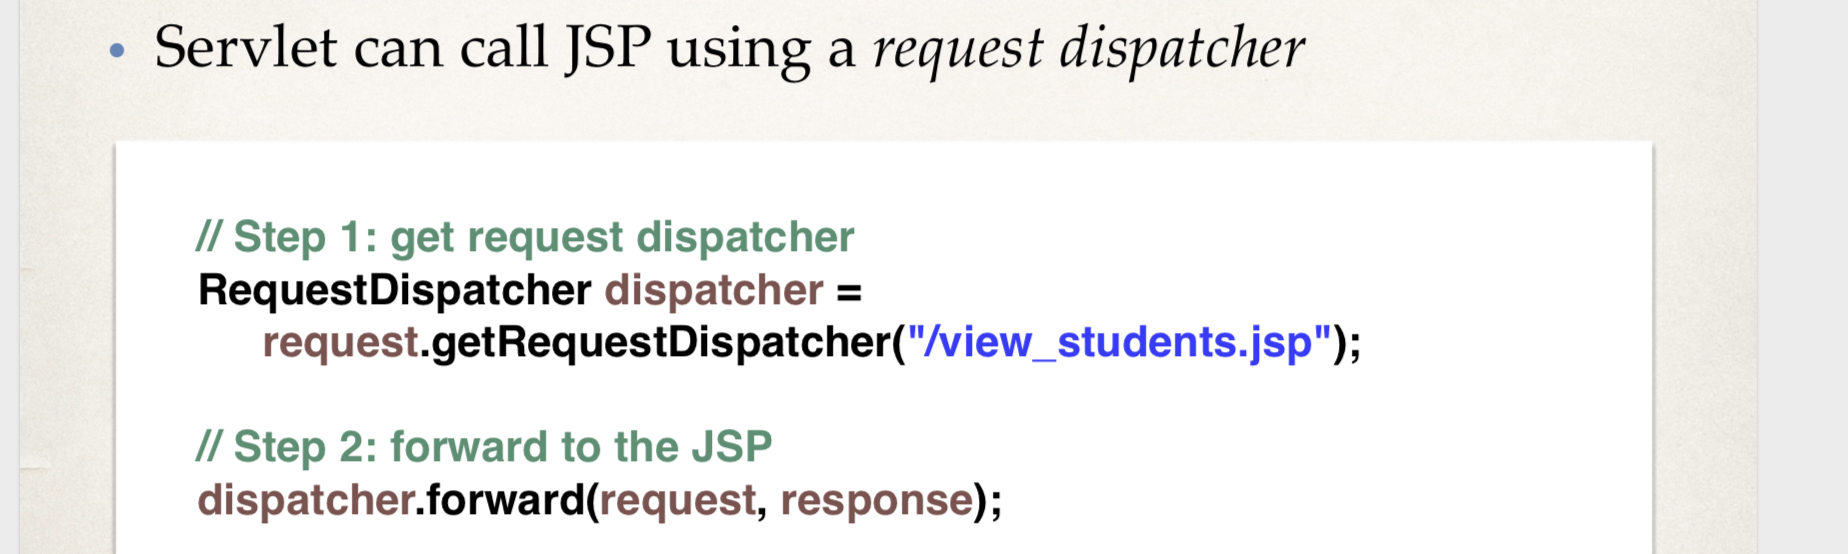 • Servlet can call JSP using a request dispatcher
// Step 1: get request dispatcher
RequestDispatcher dispatcher =
request.getRequestDispatcher("/view_students.jsp");
// Step 2: forward to the JSP
dispatcher.forward(request, response);